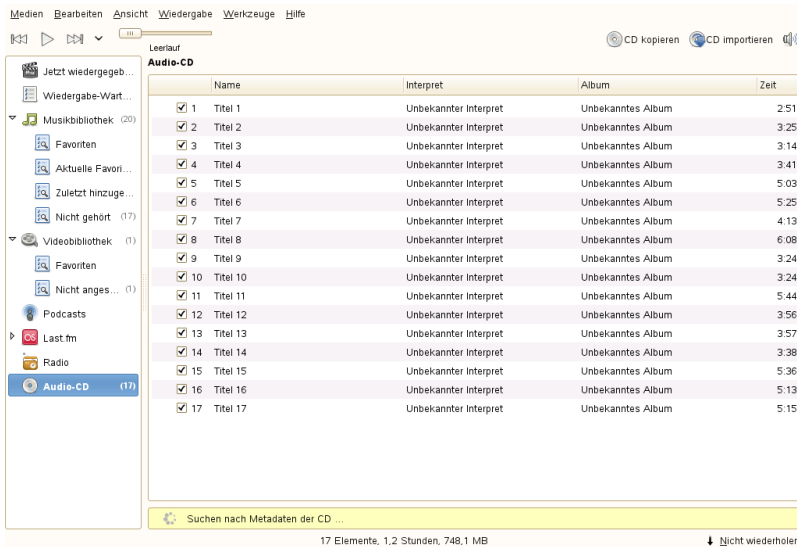 Medien Bearbeiten Ansicht Wiedergabe Werkzeuge Hilfe
Leerlauf
CD kopieren CD importieren
Audio-CD
Jetzt wiedergegeb...
Wiedergabe-Wart...
Musikbibliothek (20)
Favoriten
Aktuelle Favori...
Zuletzt hinzuge...
Nicht gehört (17)
Videobibliothek (1)
Favoriten
Nicht anges... (1)
Podcasts
Last.fm
Radio
Audio-CD (17)
Name Interpret Album Zeit
1 Titel 1 Unbekannter Interpret Unbekanntes Album 2:51
2 Titel 2 Unbekannter Interpret Unbekanntes Album 3:25
3 Titel 3 Unbekannter Interpret Unbekanntes Album 3:14
4 Titel 4 Unbekannter Interpret Unbekanntes Album 3:41
5 Titel 5 Unbekannter Interpret Unbekanntes Album 5:03
6 Titel 6 Unbekannter Interpret Unbekanntes Album 5:25
7 Titel 7 Unbekannter Interpret Unbekanntes Album 4:13
8 Titel 8 Unbekannter Interpret Unbekanntes Album 6:08
9 Titel 9 Unbekannter Interpret Unbekanntes Album 3:24
10 Titel 10 Unbekannter Interpret Unbekanntes Album 3:24
11 Titel 11 Unbekannter Interpret Unbekanntes Album 5:44
12 Titel 12 Unbekannter Interpret Unbekanntes Album 3:56
13 Titel 13 Unbekannter Interpret Unbekanntes Album 3:57
14 Titel 14 Unbekannter Interpret Unbekanntes Album 3:38
15 Titel 15 Unbekannter Interpret Unbekanntes Album 5:36
16 Titel 16 Unbekannter Interpret Unbekanntes Album 5:13
17 Titel 17 Unbekannter Interpret Unbekanntes Album 5:15
Suchen nach Metadaten der CD ...
17 Elemente, 1,2 Stunden, 748,1 MB
Nicht wiederholen